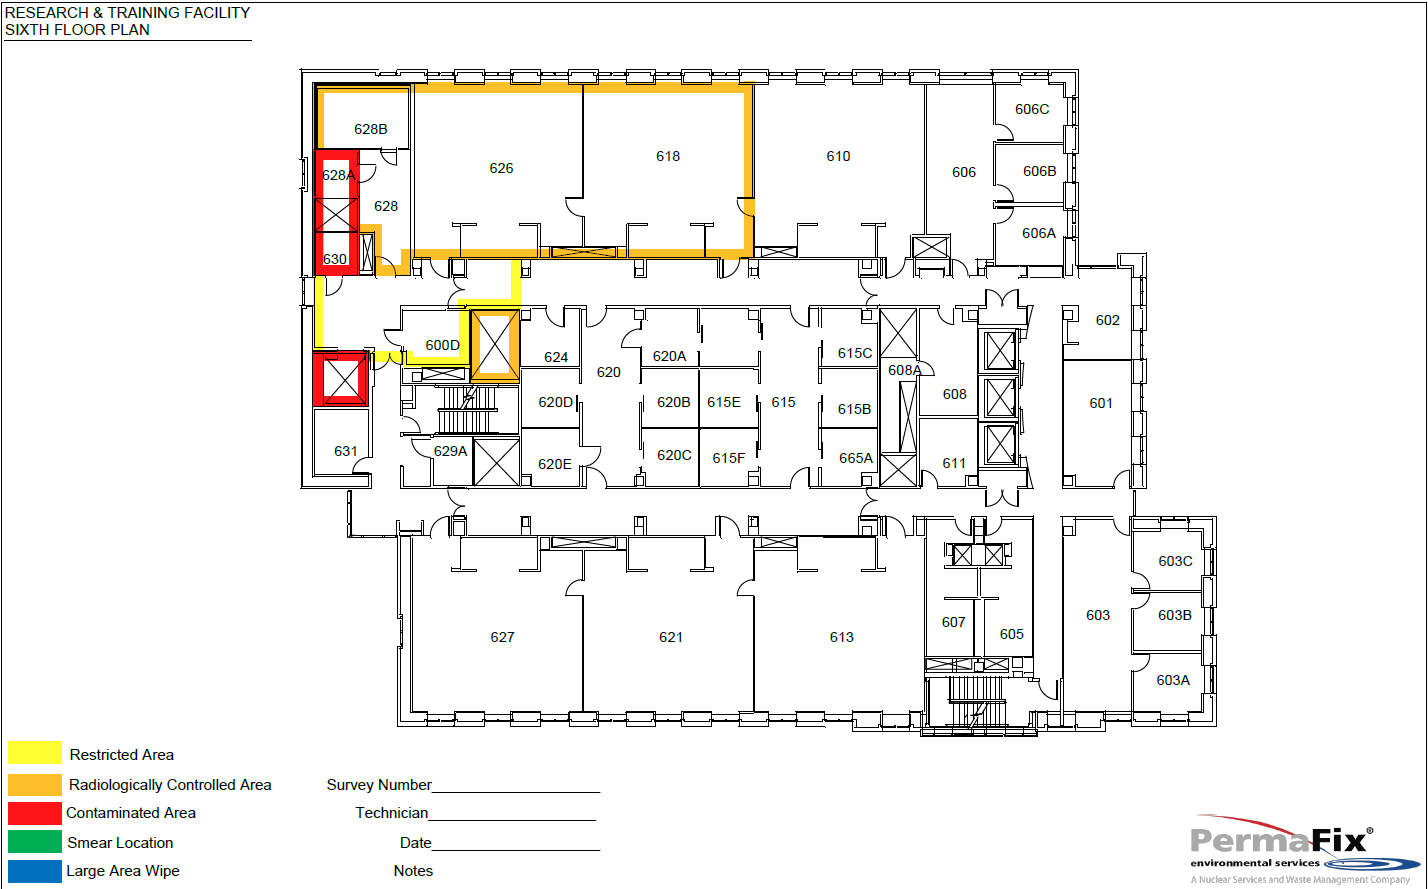 RESEARCH & TRAINING FACILITY
SIXTH FLOOR PLAN
606C
628B
626
618
610
606
606B
628A
628
606A
630
602
600D
624
620A
615C
620
608A
608
601
620D
620B
615E
615
615B
631
629A
620E
620C
615F
665A
611
603C
627
621
613
607
605
603
603B
603A
Restricted Area
Radiologically Controlled Area
Survey Number
Contaminated Area
Technician
Smear Location
Date
Large Area Wipe
Notes
PermaFix®
environmental services
A Nuclear Services and Waste Management Company